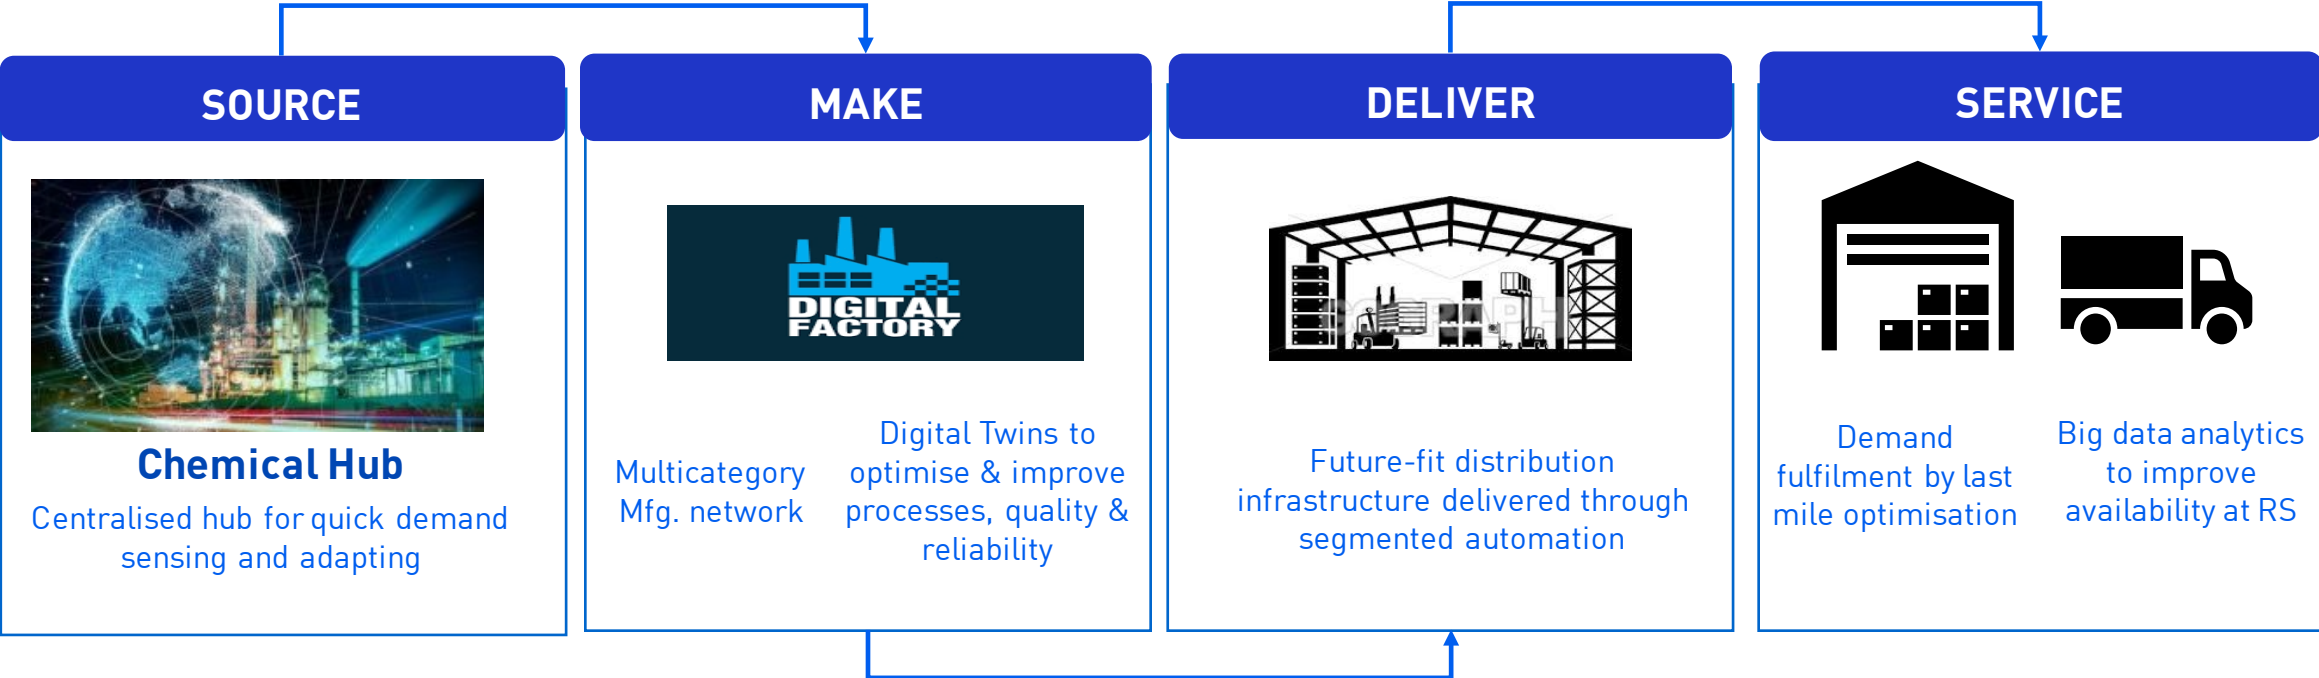 SOURCE
Chemical Hub
Centralised hub for quick demand
sensing and adapting
MAKE
DIGITAL
FACTORY
Multicategory
Mfg. network
Digital Twins to
optimise & improve
processes, quality &
reliability
DELIVER
Future-fit distribution
infrastructure delivered through
segmented automation
SERVICE
Demand
fulfilment by last
mile optimisation
Big data analytics
to improve
availability at RS